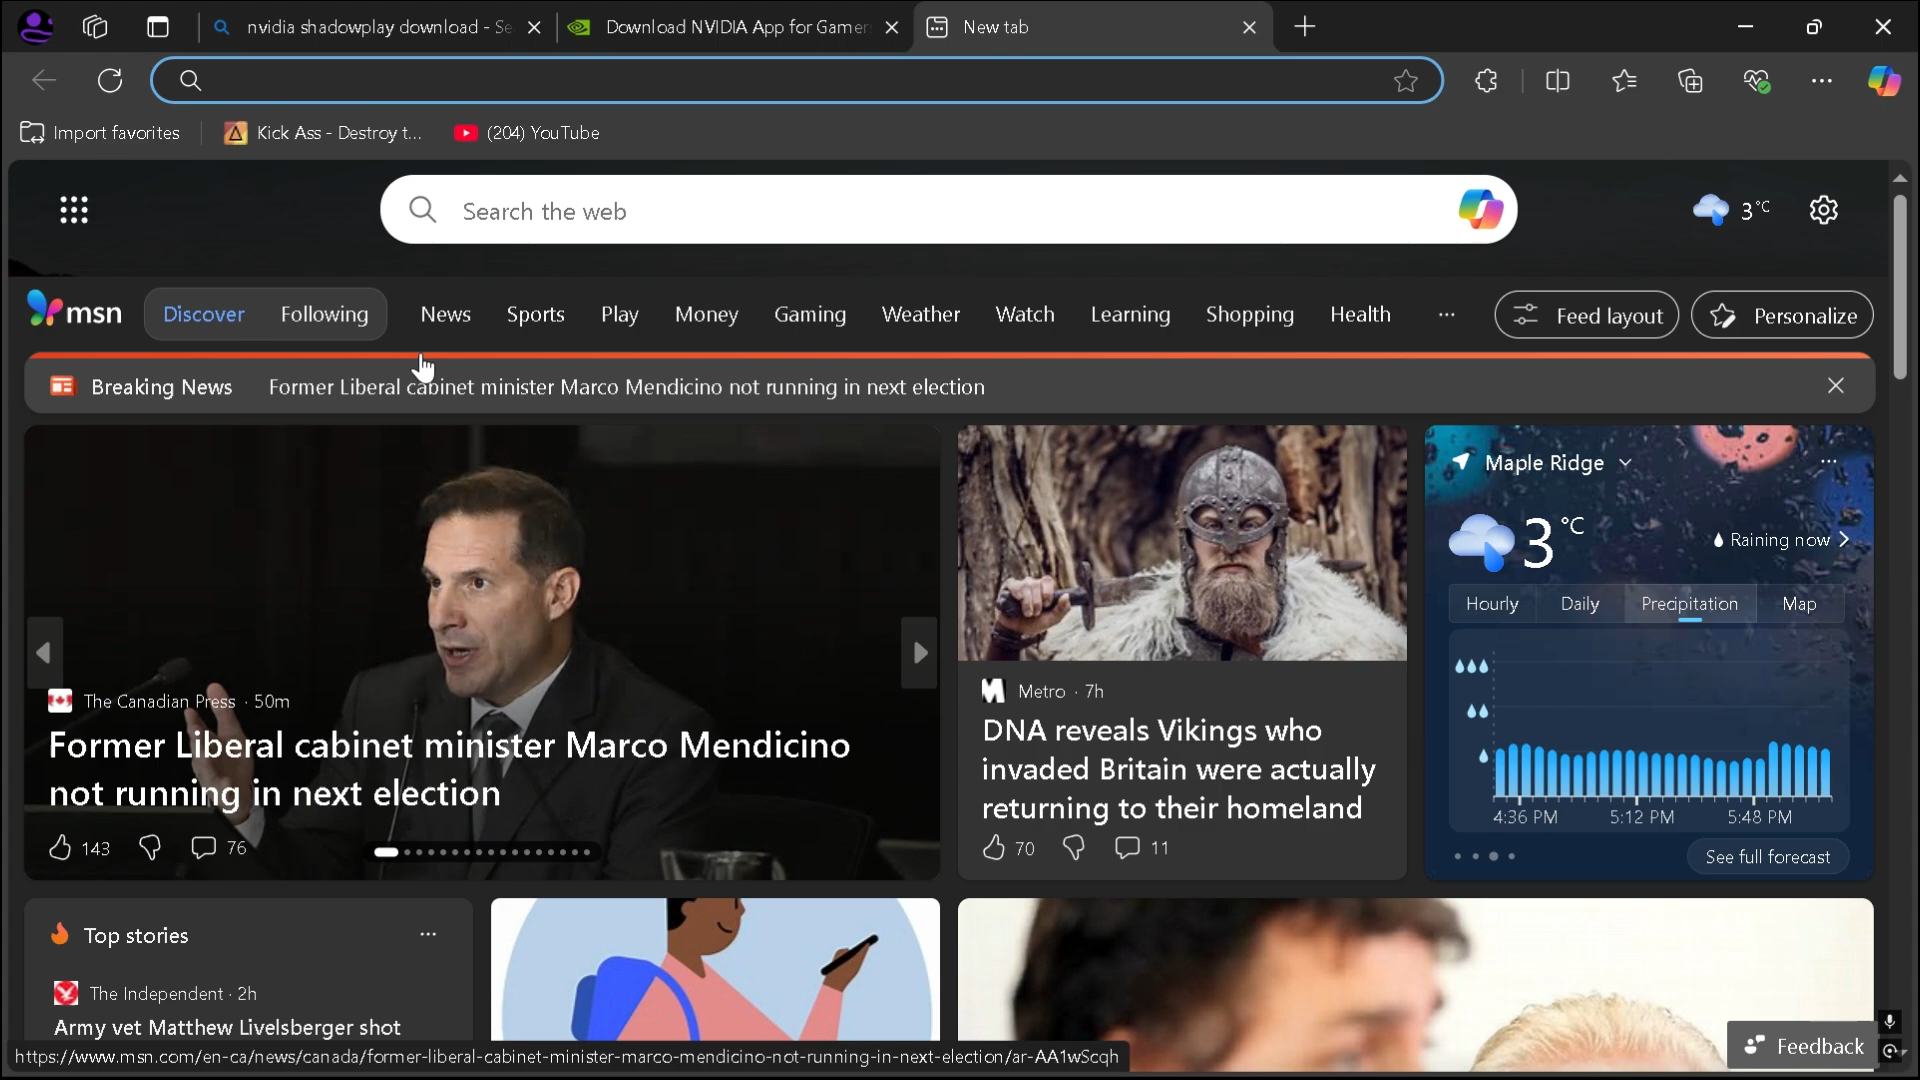 nvidia shadowplay download - Se
Download NVIDIA App for Gamer
New tab
Import favorites
Kick Ass - Destroy t...
(204) YouTube
Search the web
3°C
msn
Discover
Following
News
Sports
Play
Money
Gaming
Weather
Watch
Learning
Shopping
Health
Feed layout
Personalize
Breaking News
Former Liberal cabinet minister Marco Mendicino not running in next election
The Canadian Press · 50m
Former Liberal cabinet minister Marco Mendicino
not running in next election
143
76
Metro · 7h
DNA reveals Vikings who
invaded Britain were actually
returning to their homeland
70
11
Maple Ridge
3°C
Raining now
Hourly
Daily
Precipitation
Map
4:36 PM
5:12 PM
5:48 PM
See full forecast
Top stories
The Independent · 2h
Army vet Matthew Livelsberger shot
https://www.msn.com/en-ca/news/canada/former-liberal-cabinet-minister-marco-mendicino-not-running-in-next-election/ar-AA1wScqh
Feedback